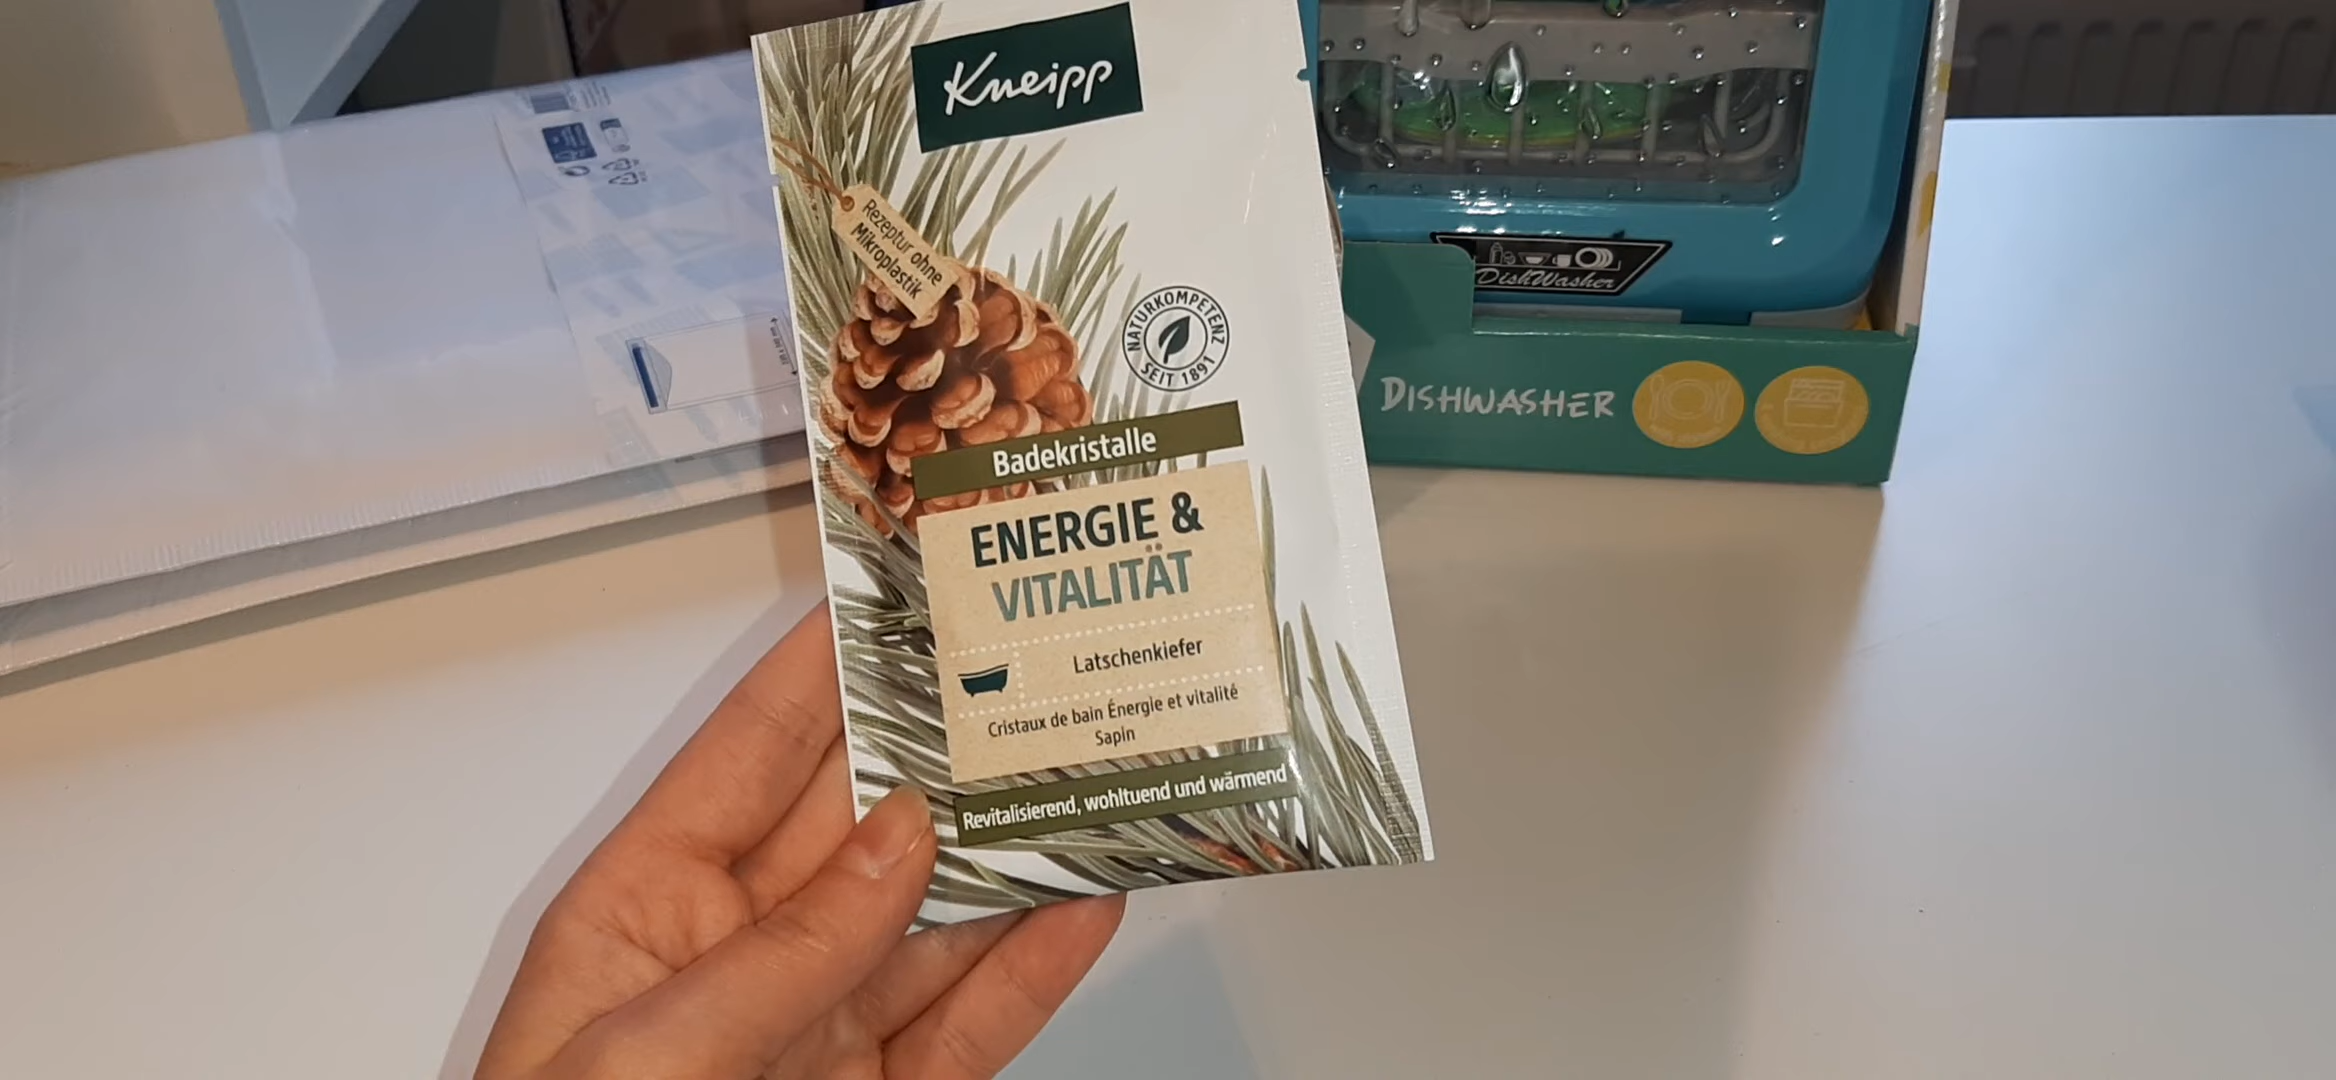 Kneipp
Rezeptur ohne
Mikroplastik
NATURKOMPETENZ
SEIT 1891
Badekristalle
ENERGIE &
VITALITÄT
Latschenkiefer
Cristaux de bain Énergie et vitalité
Sapin
Revitalisierend, wohltuend und wärmend
DishWasher
DISHWASHER